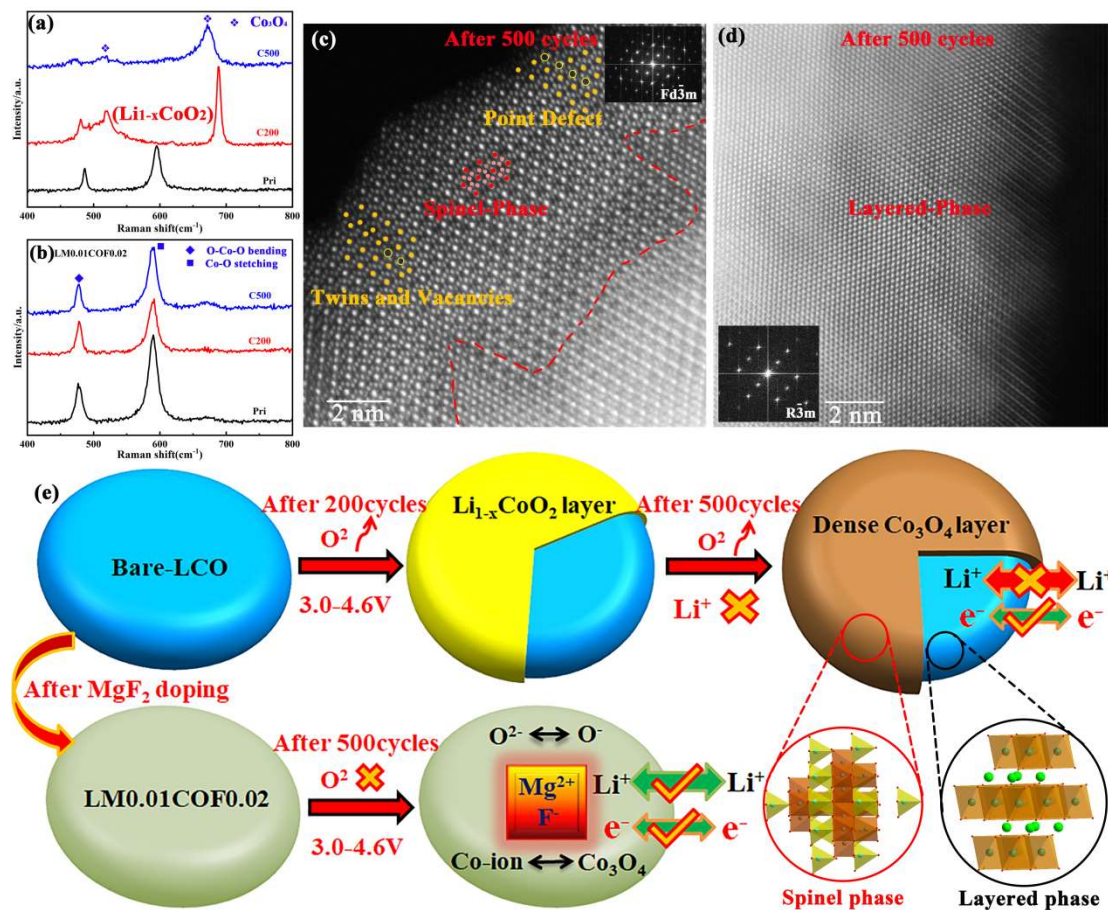 (a)
Co₃O₄
C500
(Li₁₋ₓCoO₂)
C200
Pri
Intensity/a.u.
400 500 600 700 800
Raman shift(cm⁻¹)
(b)
LM0.01COF0.02
O-Co-O bending
Co-O stetching
C500
C200
Pri
Intensity/a.u.
400 500 600 700 800
Raman shift(cm⁻¹)
(c)
After 500 cycles
Fd3̄m
Point Defect
Spinel-Phase
Twins and Vacancies
2 nm
(d)
After 500 cycles
Layered-Phase
R3̄m
2 nm
(e)
Bare-LCO
After 200cycles
O²
3.0-4.6V
Li₁₋ₓCoO₂ layer
After 500cycles
O²
Li⁺
Dense Co₃O₄ layer
Li⁺ Li⁺
e⁻ e⁻
After MgF₂ doping
LM0.01COF0.02
After 500cycles
O²
3.0-4.6V
O²⁻ O⁻
Mg²⁺
F⁻
Li⁺ Li⁺
e⁻ e⁻
Co-ion Co₃O₄
Spinel phase
Layered phase